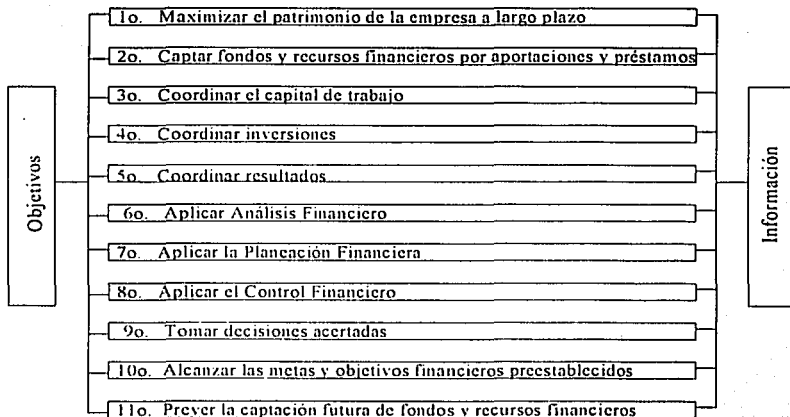 Objetivos
1o. Maximizar el patrimonio de la empresa a largo plazo
2o. Captar fondos y recursos financieros por aportaciones y préstamos
3o. Coordinar el capital de trabajo
4o. Coordinar inversiones
5o. Coordinar resultados
6o. Aplicar Análisis Financiero
7o. Aplicar la Planeación Financiera
8o. Aplicar el Control Financiero
9o. Tomar decisiones acertadas
10o. Alcanzar las metas y objetivos financieros preestablecidos
11o. Prever la captación futura de fondos y recursos financieros
Información